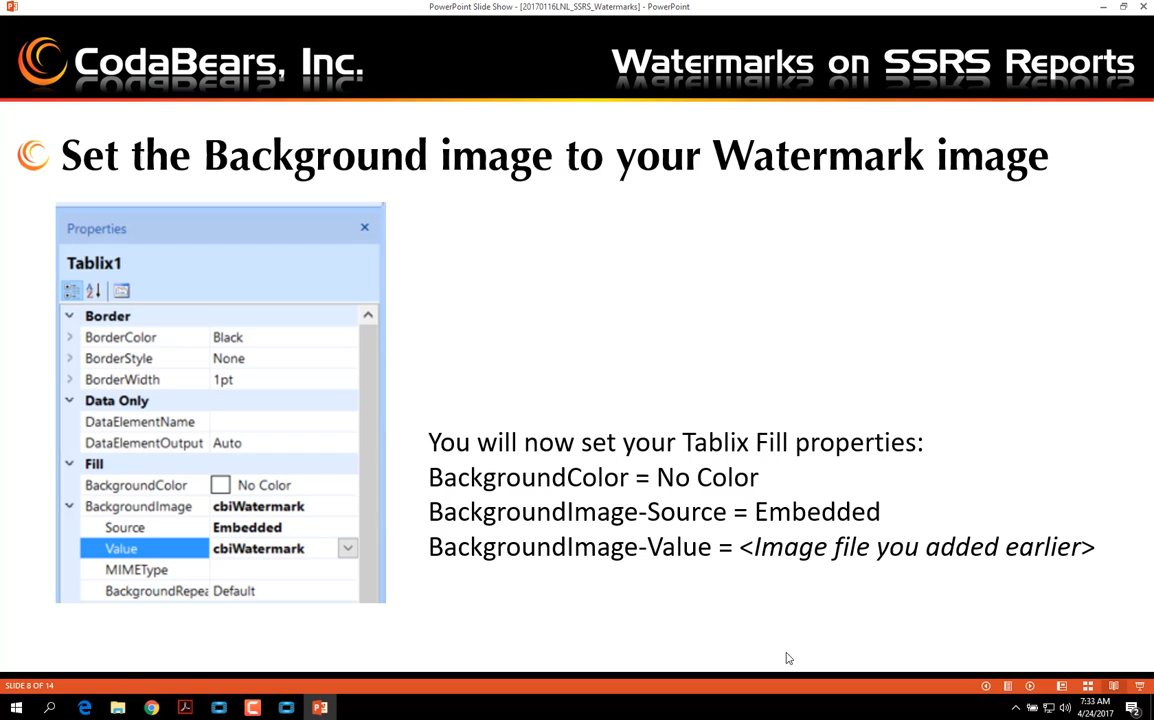 PowerPoint Slide Show - [20170116LNL_SSRS_Watermarks] - PowerPoint
CodaBears, Inc.
Watermarks on SSRS Reports
Set the Background image to your Watermark image
Properties
Tablix1
Border
BorderColor Black
BorderStyle None
BorderWidth 1pt
Data Only
DataElementName
DataElementOutput Auto
Fill
BackgroundColor No Color
BackgroundImage cbiWatermark
Source Embedded
Value cbiWatermark
MIMEType
BackgroundRepea Default
You will now set your Tablix Fill properties:
BackgroundColor = No Color
BackgroundImage-Source = Embedded
BackgroundImage-Value = <Image file you added earlier>
SLIDE 8 OF 14
7:33 AM
4/24/2017
2